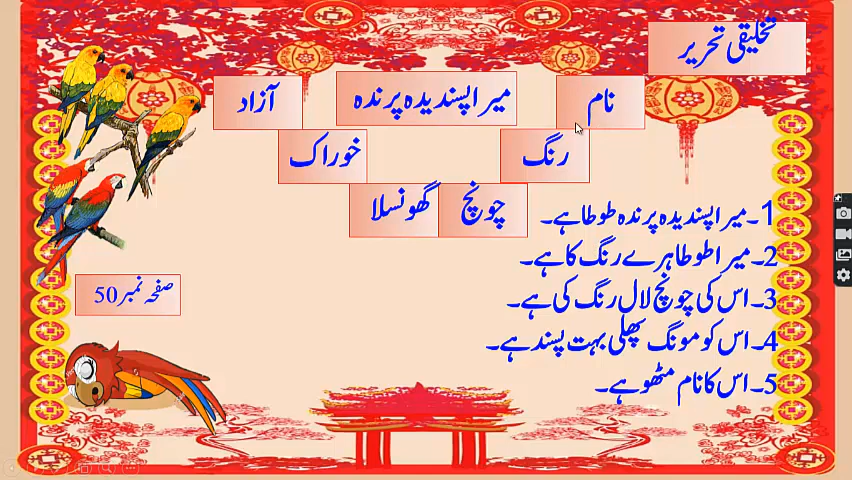 تخلیقی تحریر
نام
میرا پسندیدہ پرندہ
آزاد
رنگ
خوراک
چونچ
گھونسلا
1۔میرا پسندیدہ پرندہ طوطا ہے۔
2۔میرا طوطا ہرے رنگ کا ہے۔
3۔اس کی چونچ لال رنگ کی ہے۔
4۔اس کو مونگ پھلی بہت پسند ہے۔
5۔اس کا نام مٹھو ہے۔
صفحہ نمبر 50